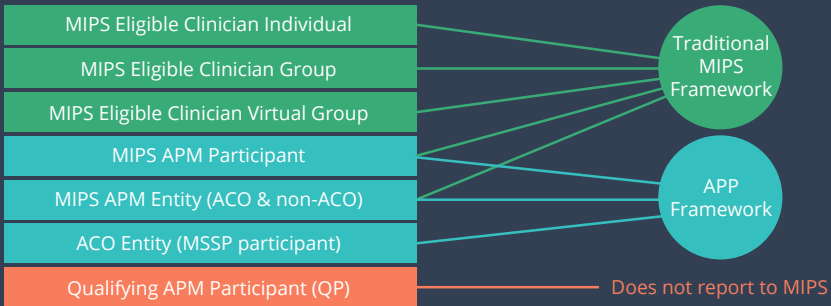 MIPS Eligible Clinician Individual
MIPS Eligible Clinician Group
MIPS Eligible Clinician Virtual Group
MIPS APM Participant
MIPS APM Entity (ACO & non-ACO)
ACO Entity (MSSP participant)
Qualifying APM Participant (QP)
Traditional
MIPS
Framework
APP
Framework
Does not report to MIPS